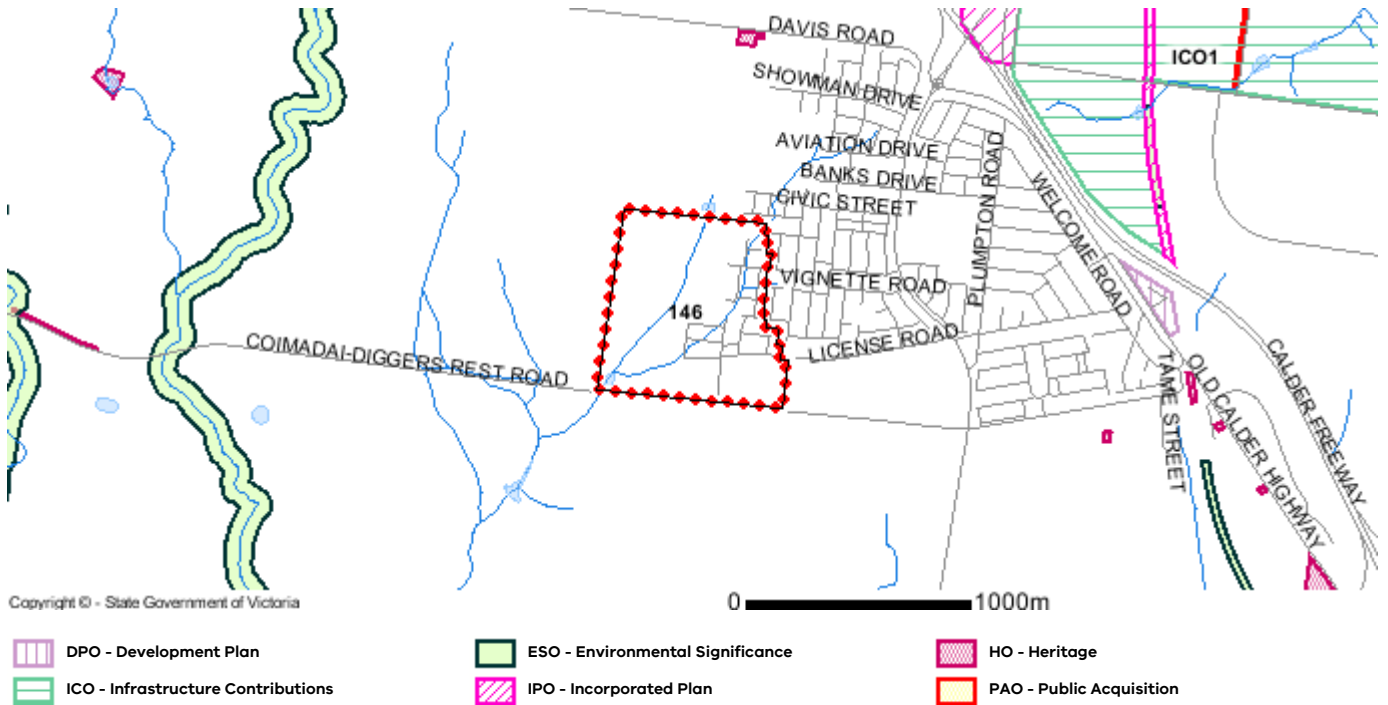 DAVIS ROAD
ICO1
SHOWMAN DRIVE
AVIATION DRIVE
BANKS DRIVE
CIVIC STREET
PLUMPTON ROAD
WELCOME ROAD
VIGNETTE ROAD
146
LICENSE ROAD
COIMADAI-DIGGERS REST ROAD
TAME STREET
OLD CALDER HIGHWAY
CALDER FREEWAY
Copyright © - State Government of Victoria
0 1000m
DPO - Development Plan
ESO - Environmental Significance
HO - Heritage
ICO - Infrastructure Contributions
IPO - Incorporated Plan
PAO - Public Acquisition